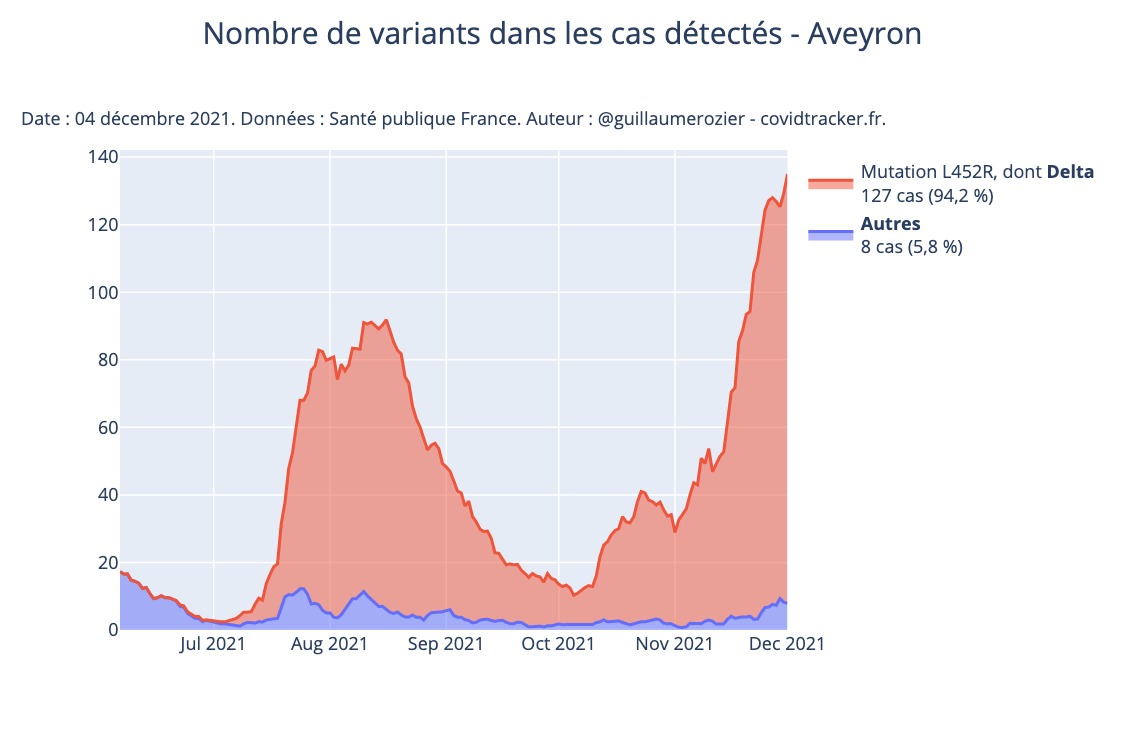 Nombre de variants dans les cas détectés - Aveyron
Date : 04 décembre 2021. Données : Santé publique France. Auteur : @guillaumerozier - covidtracker.fr.
140
120
100
80
60
40
20
0
Jul 2021
Aug 2021
Sep 2021
Oct 2021
Nov 2021
Dec 2021
Mutation L452R, dont Delta
127 cas (94,2 %)
Autres
8 cas (5,8 %)